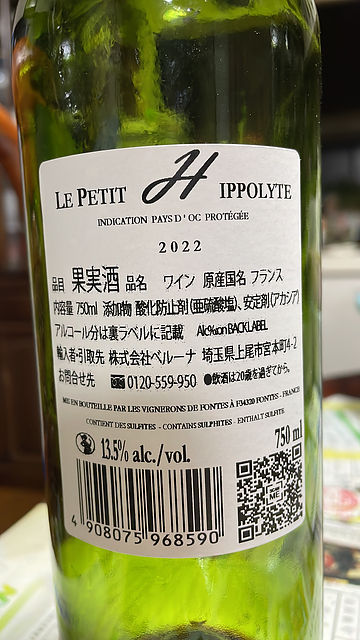 LE PETIT H IPPOLYTE
INDICATION PAYS D'OC PROTÉGÉE
2022
品目 果実酒 品名 ワイン 原産国名 フランス
内容量 750ml 添加物 酸化防止剤(亜硫酸塩)、安定剤(アカシア)
アルコール分は裏ラベルに記載 Alc%on BACK LABEL
輸入者・引取先 株式会社ベルーナ 埼玉県上尾市宮本町4-2
お問合せ先 0120-559-950 ●飲酒は20歳を過ぎてから。
MIS EN BOUTEILLE PAR LES VIGNERONS DE FONTES À F34320 FONTES - FRANCE
CONTENT DES SULFITES - CONTAINS SULPHITES - ENTHALT SULFITE
13.5% alc./vol.
750 ml
4 908075 968590